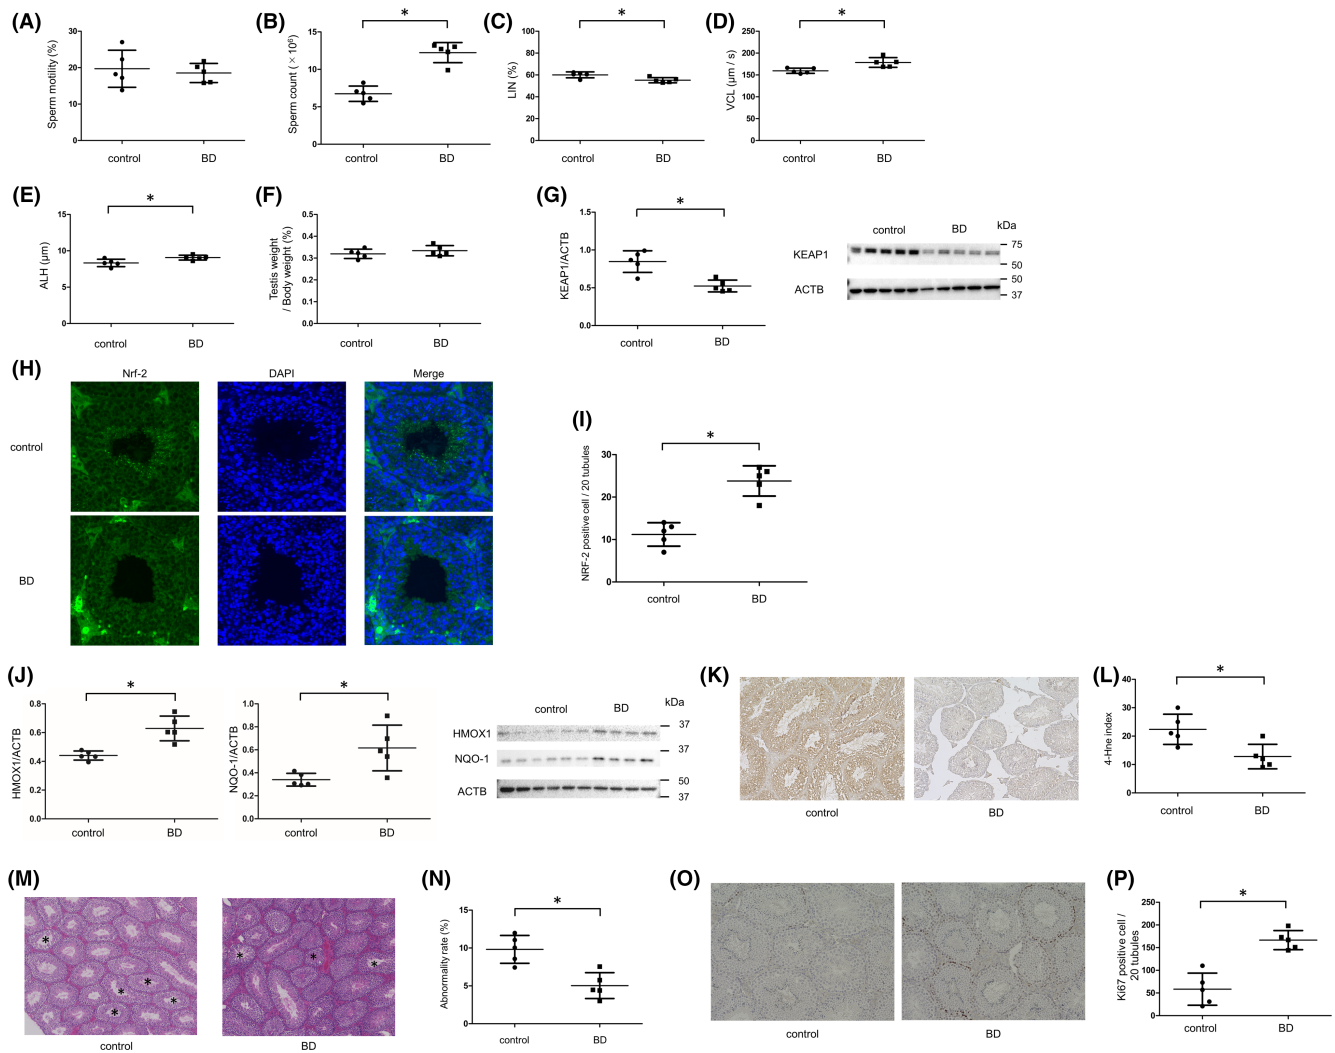 (A)
Sperm motility (%)
30
20
10
0
control
BD
(B)
*
Sperm count ( × 10⁶)
15
10
5
0
control
BD
(C)
*
LIN (%)
100
80
60
40
20
0
control
BD
(D)
*
VCL (μm / s)
250
200
150
100
50
0
control
BD
(E)
*
ALH (μm)
15
10
5
0
control
BD
(F)
Testis weight
/ Body weight (%)
0.5
0.4
0.3
0.2
0.1
0.0
control
BD
(G)
*
KEAP1/ACTB
1.5
1.0
0.5
0.0
control
BD
control
BD
kDa
KEAP1
75
50
ACTB
50
37
(H)
Nrf-2
DAPI
Merge
control
BD
(I)
*
NRF-2 positive cell / 20 tubules
30
20
10
0
control
BD
(J)
*
HMOX1/ACTB
0.8
0.6
0.4
0.2
0.0
control
BD
*
NQO-1/ACTB
1.0
0.8
0.6
0.4
0.2
0.0
control
BD
control
BD
kDa
HMOX1
37
NQO-1
37
ACTB
50
37
(K)
control
BD
(L)
*
4-Hne index
40
30
20
10
0
control
BD
(M)
* * * * *
control
* * *
BD
(N)
*
Abnormality rate (%)
15
10
5
0
control
BD
(O)
control
BD
(P)
*
Ki67 positive cell /
20 tubules
250
200
150
100
50
0
control
BD